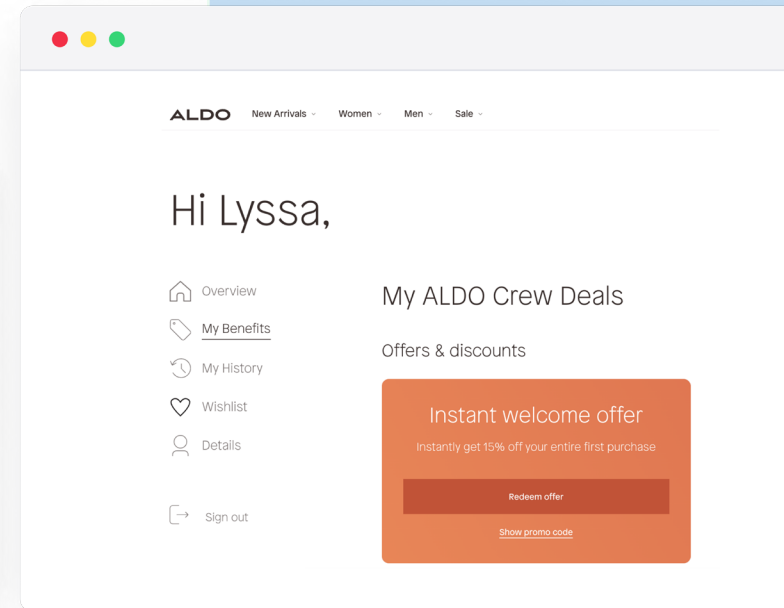 ALDO New Arrivals Women Men Sale
Hi Lyssa,
Overview
My Benefits
My History
Wishlist
Details
Sign out
My ALDO Crew Deals
Offers & discounts
Instant welcome offer
Instantly get 15% off your entire first purchase
Redeem offer
Show promo code